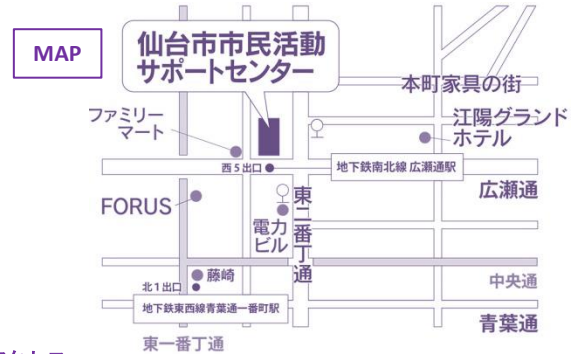 MAP
仙台市市民活動
サポートセンター
本町家具の街
ファミリー
マート
江陽グランド
ホテル
西5出口
地下鉄南北線 広瀬通駅
広瀬通
FORUS
東二番丁通
電力
ビル
藤崎
北1出口
中央通
地下鉄東西線青葉通一番町駅
青葉通
東一番丁通